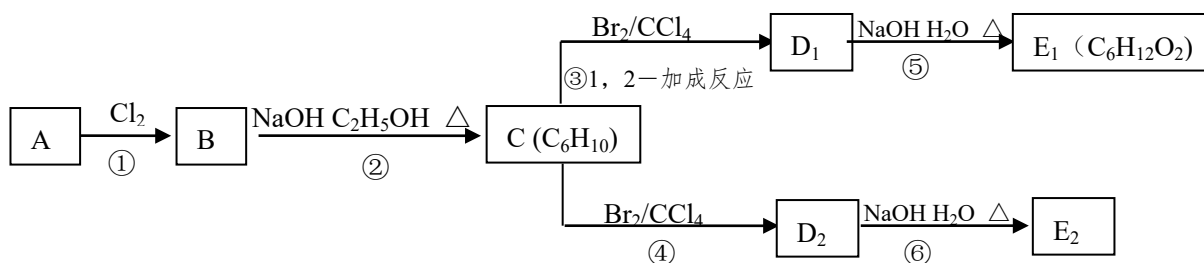 Br₂/CCl₄
D₁
NaOH H₂O △
⑤
E₁（C₆H₁₂O₂)
③1，2－加成反应
A
Cl₂
①
B
NaOH C₂H₅OH △
②
C (C₆H₁₀)
Br₂/CCl₄
④
D₂
NaOH H₂O △
⑥
E₂